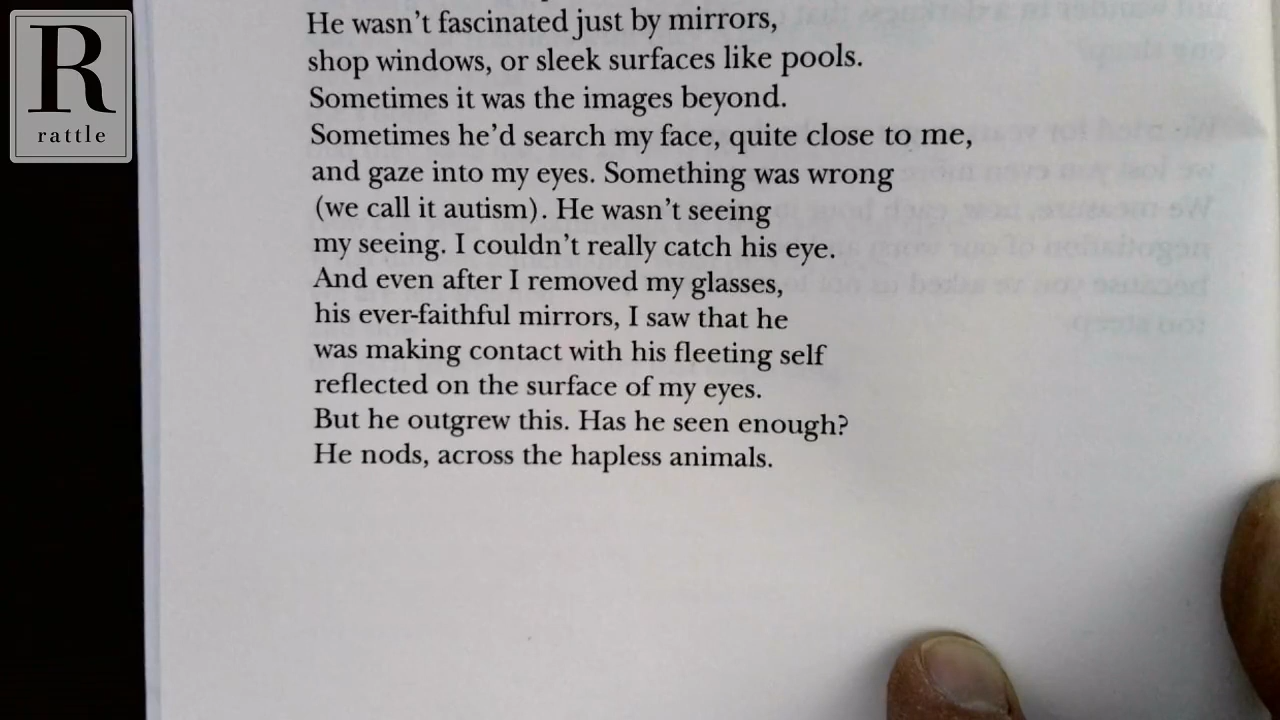 R
rattle
He wasn't fascinated just by mirrors,
shop windows, or sleek surfaces like pools.
Sometimes it was the images beyond.
Sometimes he'd search my face, quite close to me,
and gaze into my eyes. Something was wrong
(we call it autism). He wasn't seeing
my seeing. I couldn't really catch his eye.
And even after I removed my glasses,
his ever-faithful mirrors, I saw that he
was making contact with his fleeting self
reflected on the surface of my eyes.
But he outgrew this. Has he seen enough?
He nods, across the hapless animals.